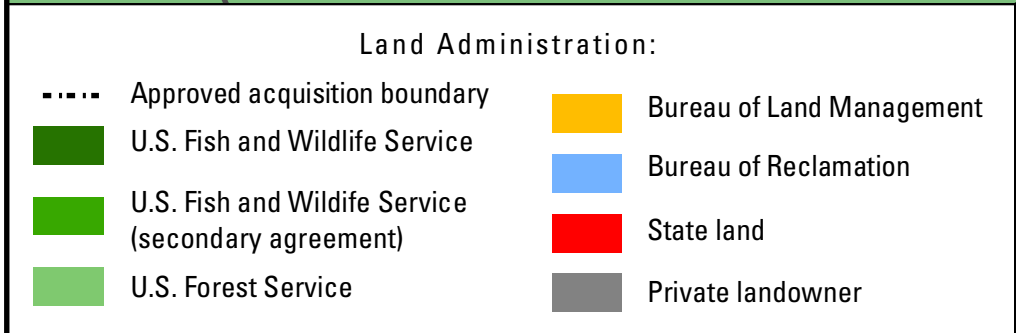 Land Administration:
Approved acquisition boundary
U.S. Fish and Wildlife Service
U.S. Fish and Wildife Service
(secondary agreement)
U.S. Forest Service
Bureau of Land Management
Bureau of Reclamation
State land
Private landowner